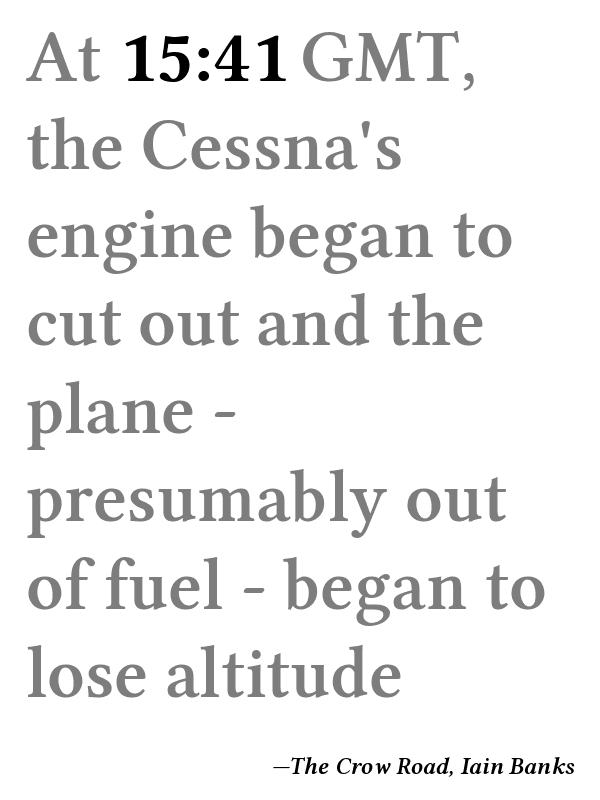 At 15:41 GMT,
the Cessna's
engine began to
cut out and the
plane -
presumably out
of fuel - began to
lose altitude
—The Crow Road, Iain Banks